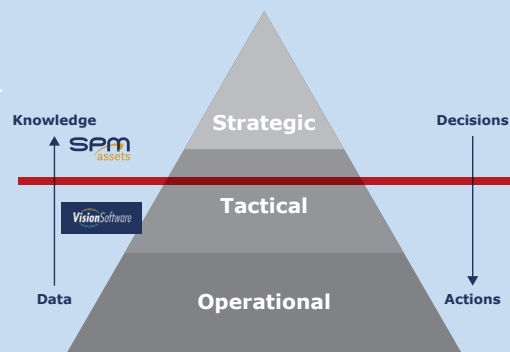 Strategic
Knowledge
Decisions
SPM
assets
Tactical
VisionSoftware
Data
Operational
Actions